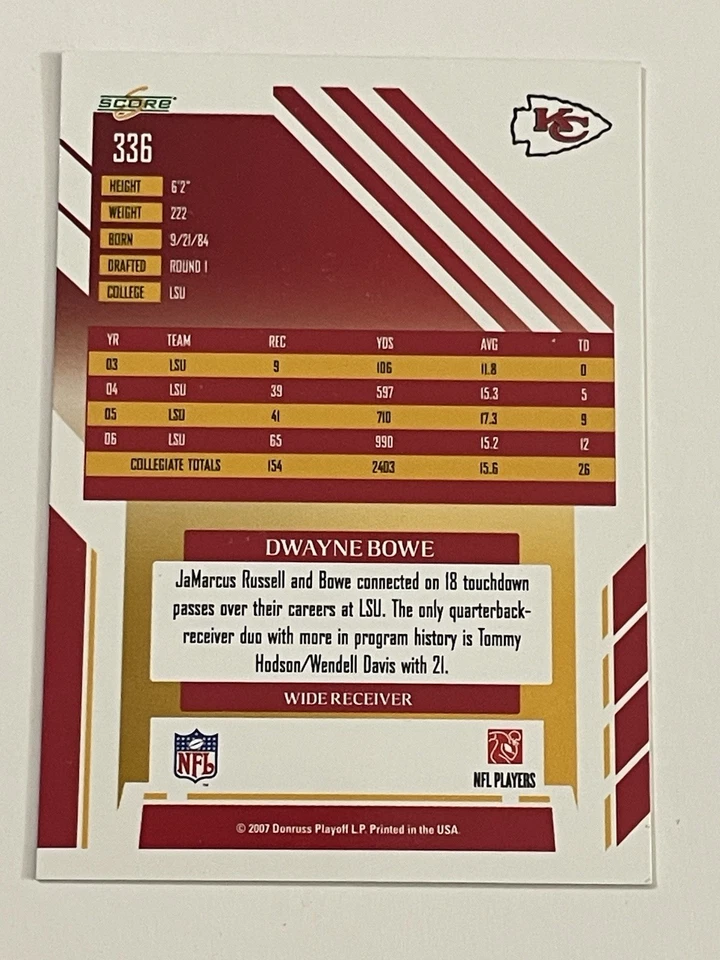 SCORE
KC
336
HEIGHT 6'2"
WEIGHT 222
BORN 9/21/84
DRAFTED ROUND 1
COLLEGE LSU
YR TEAM REC YDS AVG TD
03 LSU 9 106 11.8 0
04 LSU 39 597 15.3 5
05 LSU 41 710 17.3 9
06 LSU 65 990 15.2 12
COLLEGIATE TOTALS 154 2403 15.6 26
DWAYNE BOWE
JaMarcus Russell and Bowe connected on 18 touchdown
passes over their careers at LSU. The only quarterback-
receiver duo with more in program history is Tommy
Hodson/Wendell Davis with 21.
WIDE RECEIVER
NFL
NFL PLAYERS
© 2007 Donruss Playoff L.P. Printed in the USA.